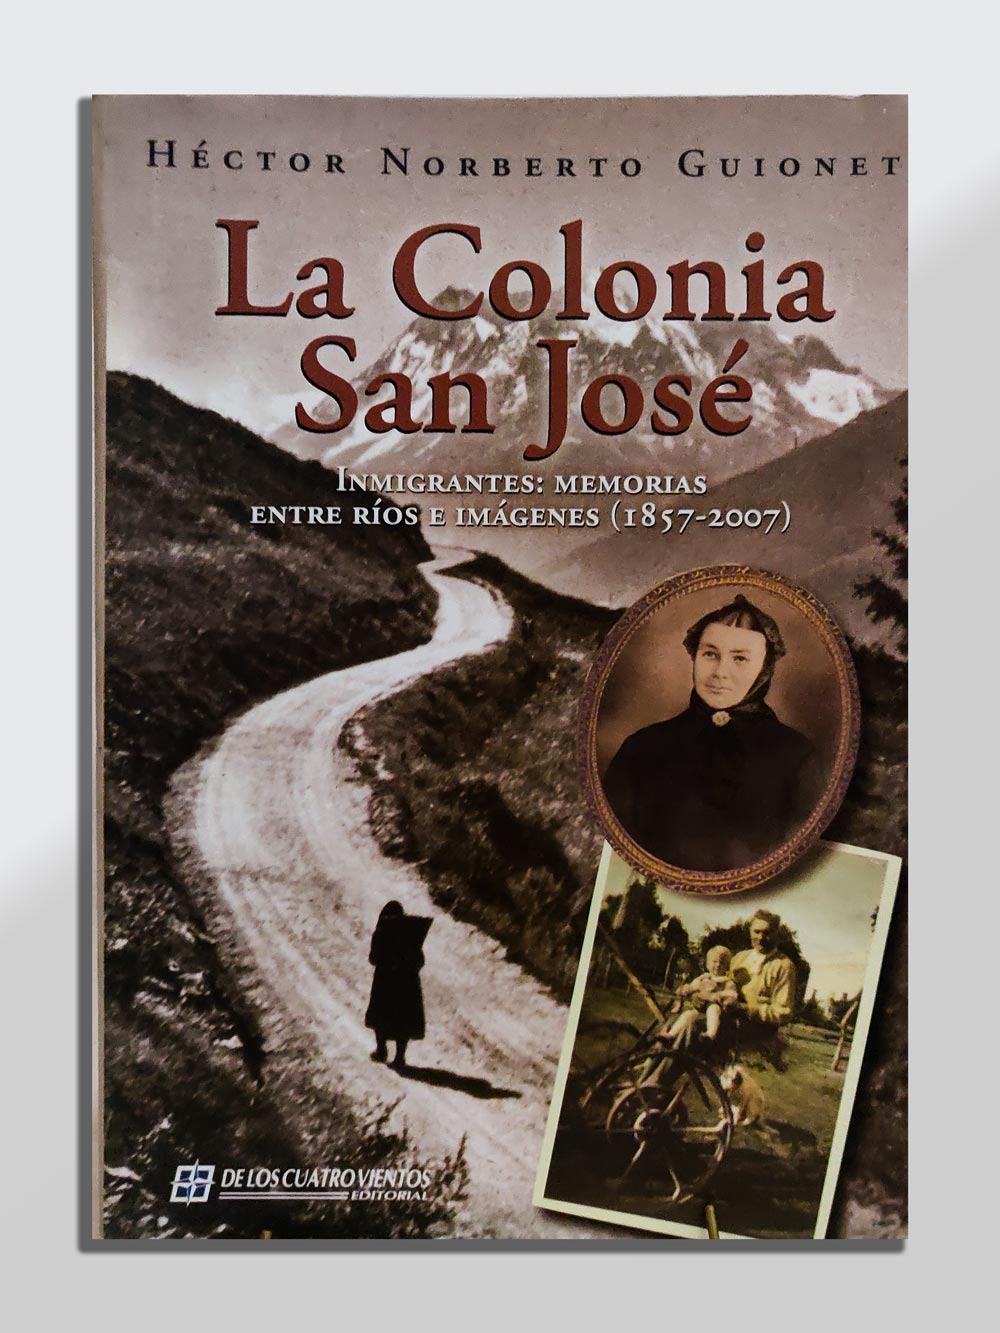 HÉCTOR NORBERTO GUIONET
La Colonia
San José
INMIGRANTES: MEMORIAS
ENTRE RÍOS E IMÁGENES (1857-2007)
DE LOS CUATRO VIENTOS
EDITORIAL